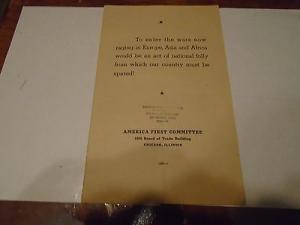 To enter the wars now
raging in Europe, Asia and Africa
would be an act of national folly
from which our country must be
spared!
AMERICA FIRST COMMITTEE
Board of Trade Building
CHICAGO, ILLINOIS